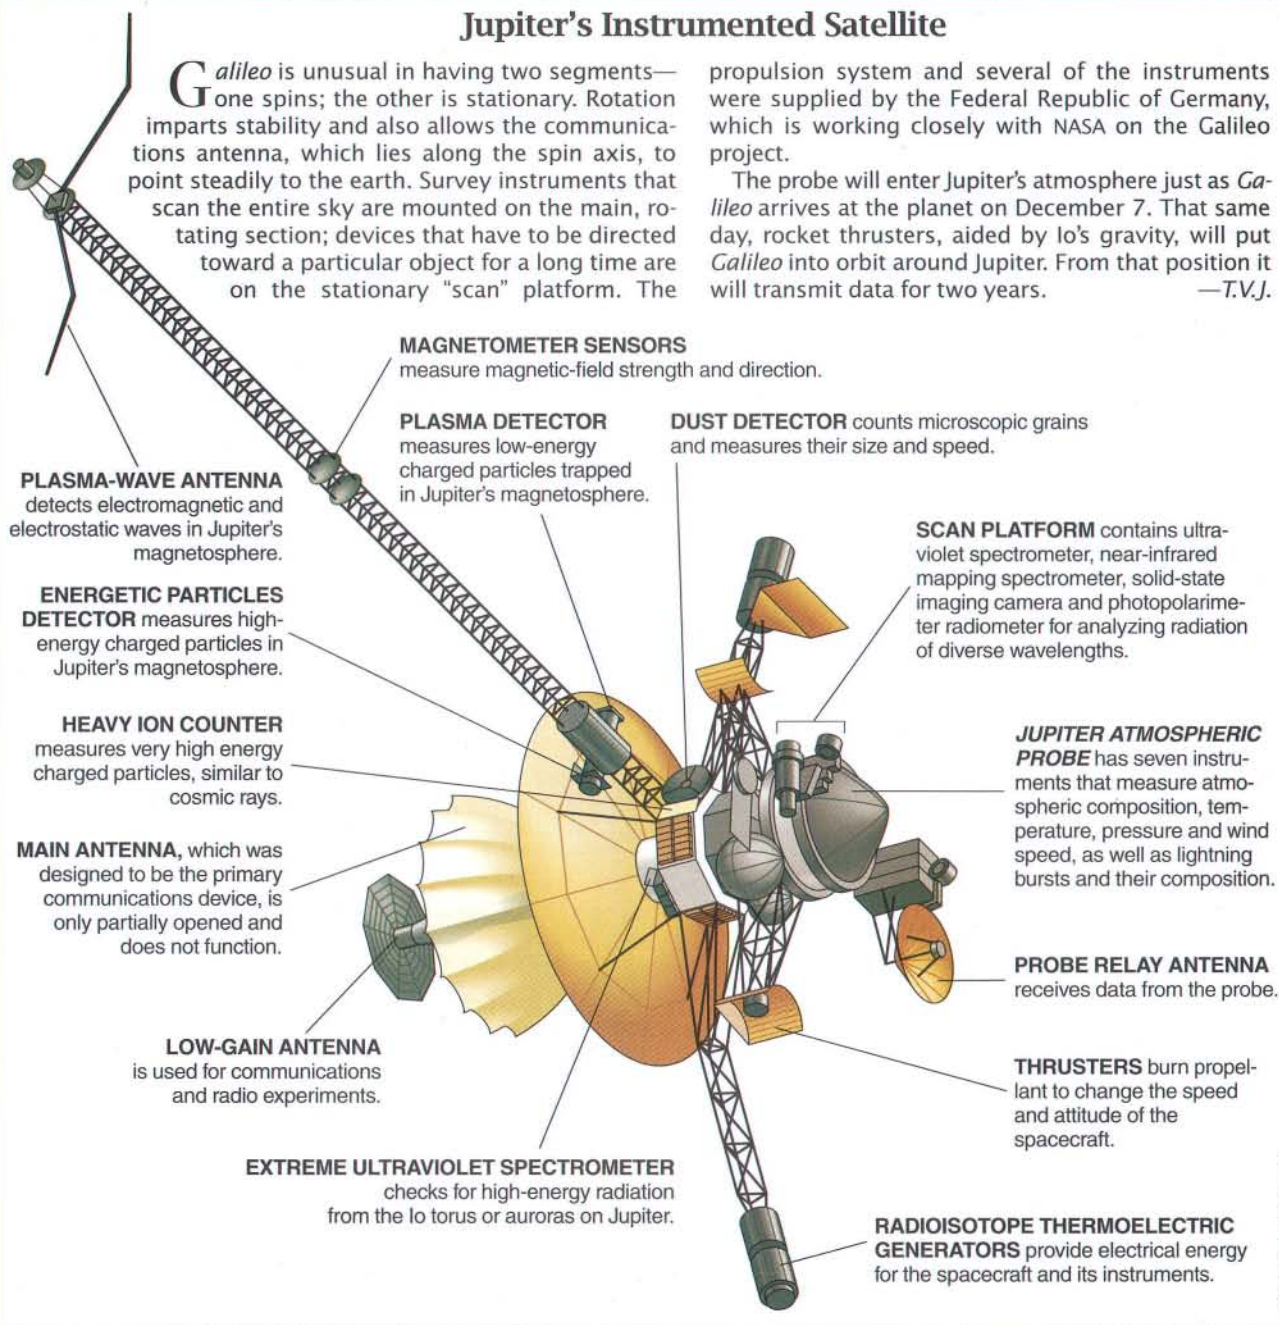 Jupiter's Instrumented Satellite
Galileo is unusual in having two segments—
one spins; the other is stationary. Rotation
imparts stability and also allows the communica-
tions antenna, which lies along the spin axis, to
point steadily to the earth. Survey instruments that
scan the entire sky are mounted on the main, ro-
tating section; devices that have to be directed
toward a particular object for a long time are
on the stationary "scan" platform. The
propulsion system and several of the instruments
were supplied by the Federal Republic of Germany,
which is working closely with NASA on the Galileo
project.
The probe will enter Jupiter's atmosphere just as Ga-
lileo arrives at the planet on December 7. That same
day, rocket thrusters, aided by Io's gravity, will put
Galileo into orbit around Jupiter. From that position it
will transmit data for two years. —T.V.J.
MAGNETOMETER SENSORS
measure magnetic-field strength and direction.
PLASMA DETECTOR
measures low-energy
charged particles trapped
in Jupiter's magnetosphere.
DUST DETECTOR counts microscopic grains
and measures their size and speed.
PLASMA-WAVE ANTENNA
detects electromagnetic and
electrostatic waves in Jupiter's
magnetosphere.
SCAN PLATFORM contains ultra-
violet spectrometer, near-infrared
mapping spectrometer, solid-state
imaging camera and photopolarime-
ter radiometer for analyzing radiation
of diverse wavelengths.
ENERGETIC PARTICLES
DETECTOR measures high-
energy charged particles in
Jupiter's magnetosphere.
HEAVY ION COUNTER
measures very high energy
charged particles, similar to
cosmic rays.
JUPITER ATMOSPHERIC
PROBE has seven instru-
ments that measure atmo-
spheric composition, tem-
perature, pressure and wind
speed, as well as lightning
bursts and their composition.
MAIN ANTENNA, which was
designed to be the primary
communications device, is
only partially opened and
does not function.
PROBE RELAY ANTENNA
receives data from the probe.
LOW-GAIN ANTENNA
is used for communications
and radio experiments.
THRUSTERS burn propel-
lant to change the speed
and attitude of the
spacecraft.
EXTREME ULTRAVIOLET SPECTROMETER
checks for high-energy radiation
from the Io torus or auroras on Jupiter.
RADIOISOTOPE THERMOELECTRIC
GENERATORS provide electrical energy
for the spacecraft and its instruments.